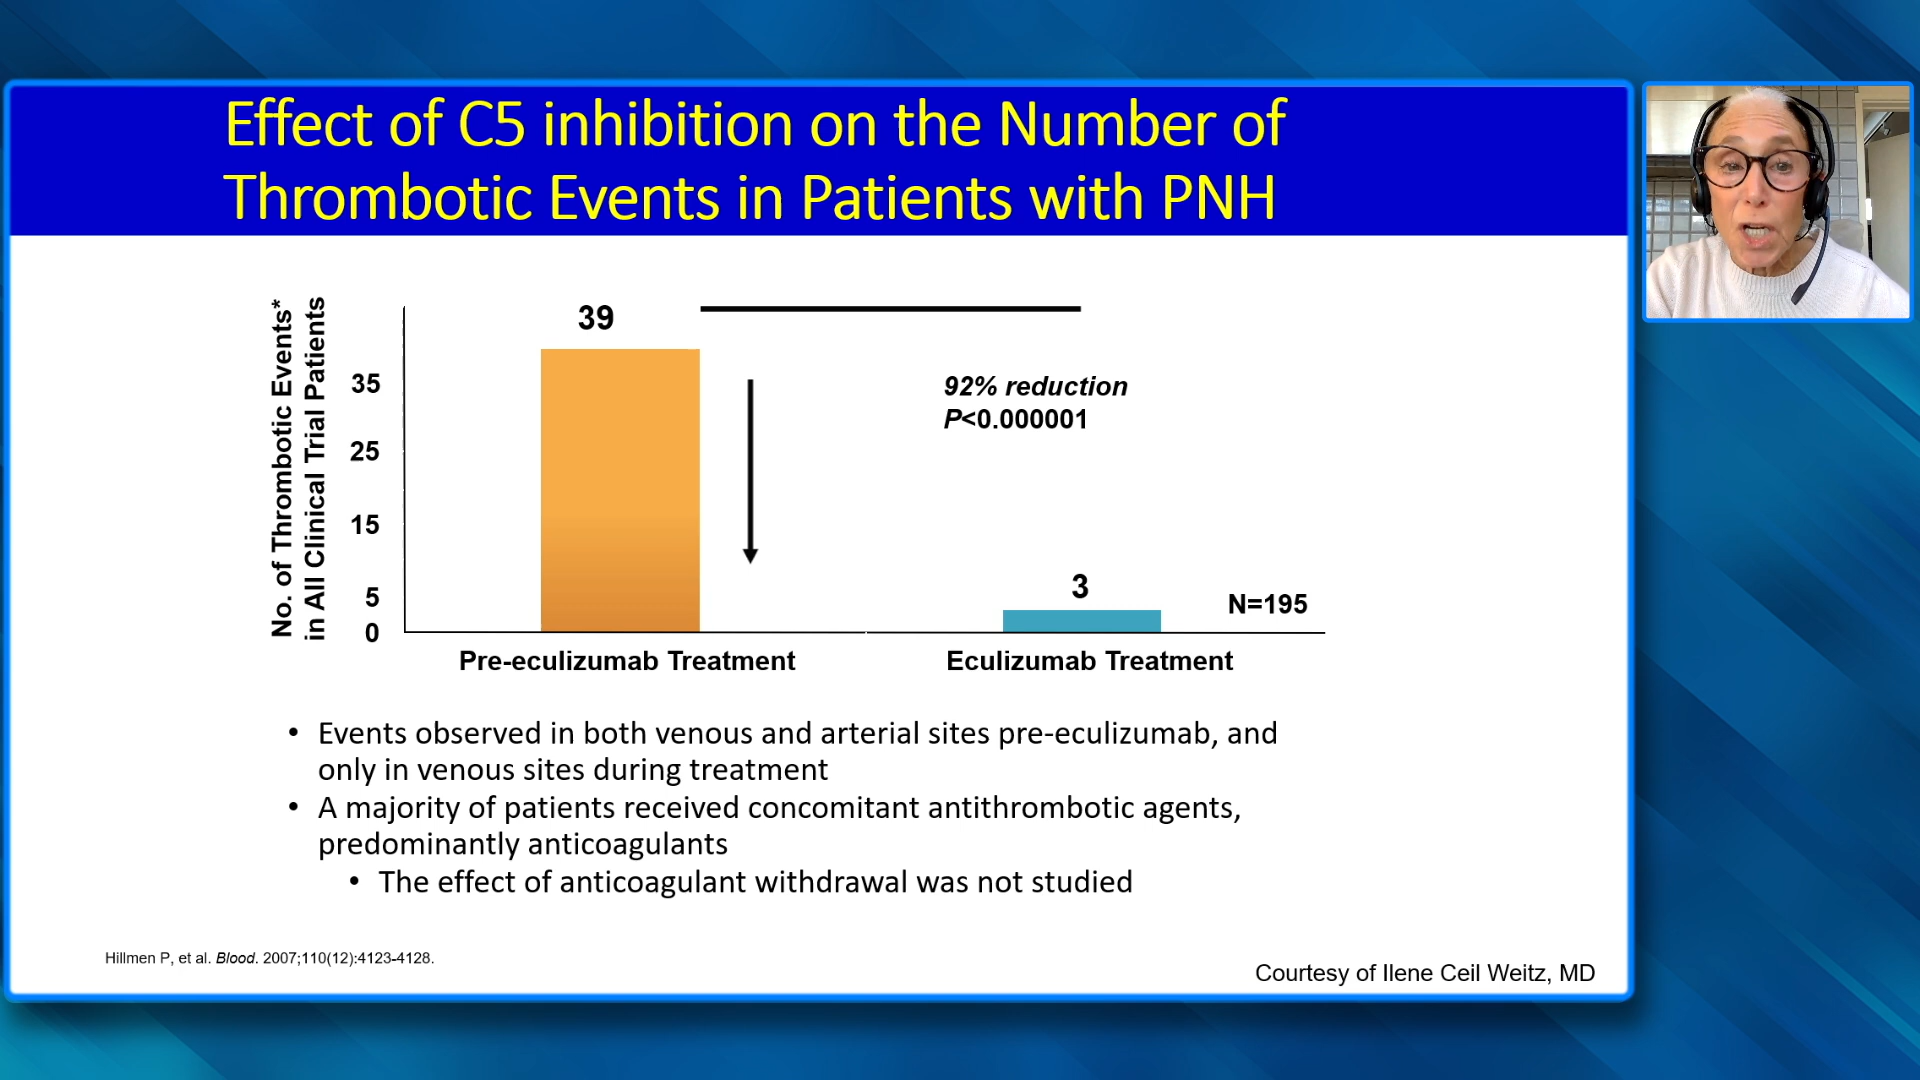 Effect of C5 inhibition on the Number of
Thrombotic Events in Patients with PNH
No. of Thrombotic Events*
in All Clinical Trial Patients
39
35
25
15
5
0
92% reduction
P<0.000001
3
N=195
Pre-eculizumab Treatment
Eculizumab Treatment
• Events observed in both venous and arterial sites pre-eculizumab, and
only in venous sites during treatment
• A majority of patients received concomitant antithrombotic agents,
predominantly anticoagulants
• The effect of anticoagulant withdrawal was not studied
Hillmen P, et al. Blood. 2007;110(12):4123-4128.
Courtesy of Ilene Ceil Weitz, MD